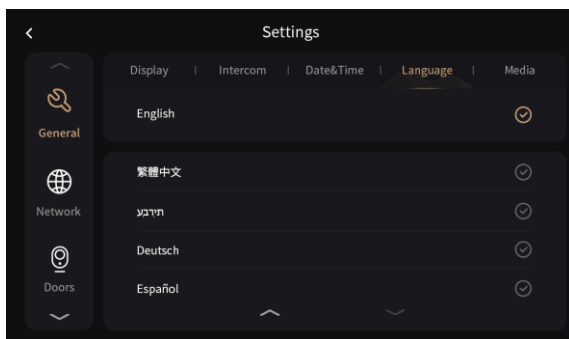 Settings
Display | Intercom | Date&Time | Language | Media
General
Network
Doors
English
繁體中文
עברית
Deutsch
Español